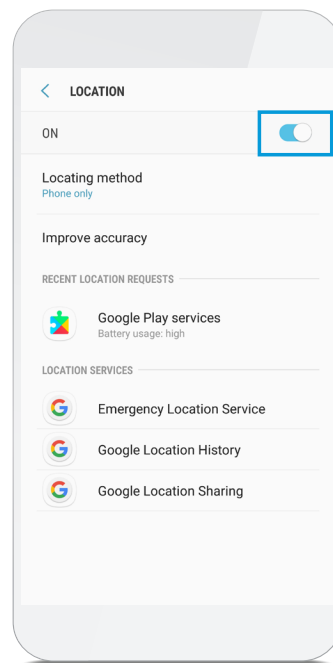 LOCATION
ON
Locating method
Phone only
Improve accuracy
RECENT LOCATION REQUESTS
Google Play services
Battery usage: high
LOCATION SERVICES
G Emergency Location Service
G Google Location History
G Google Location Sharing